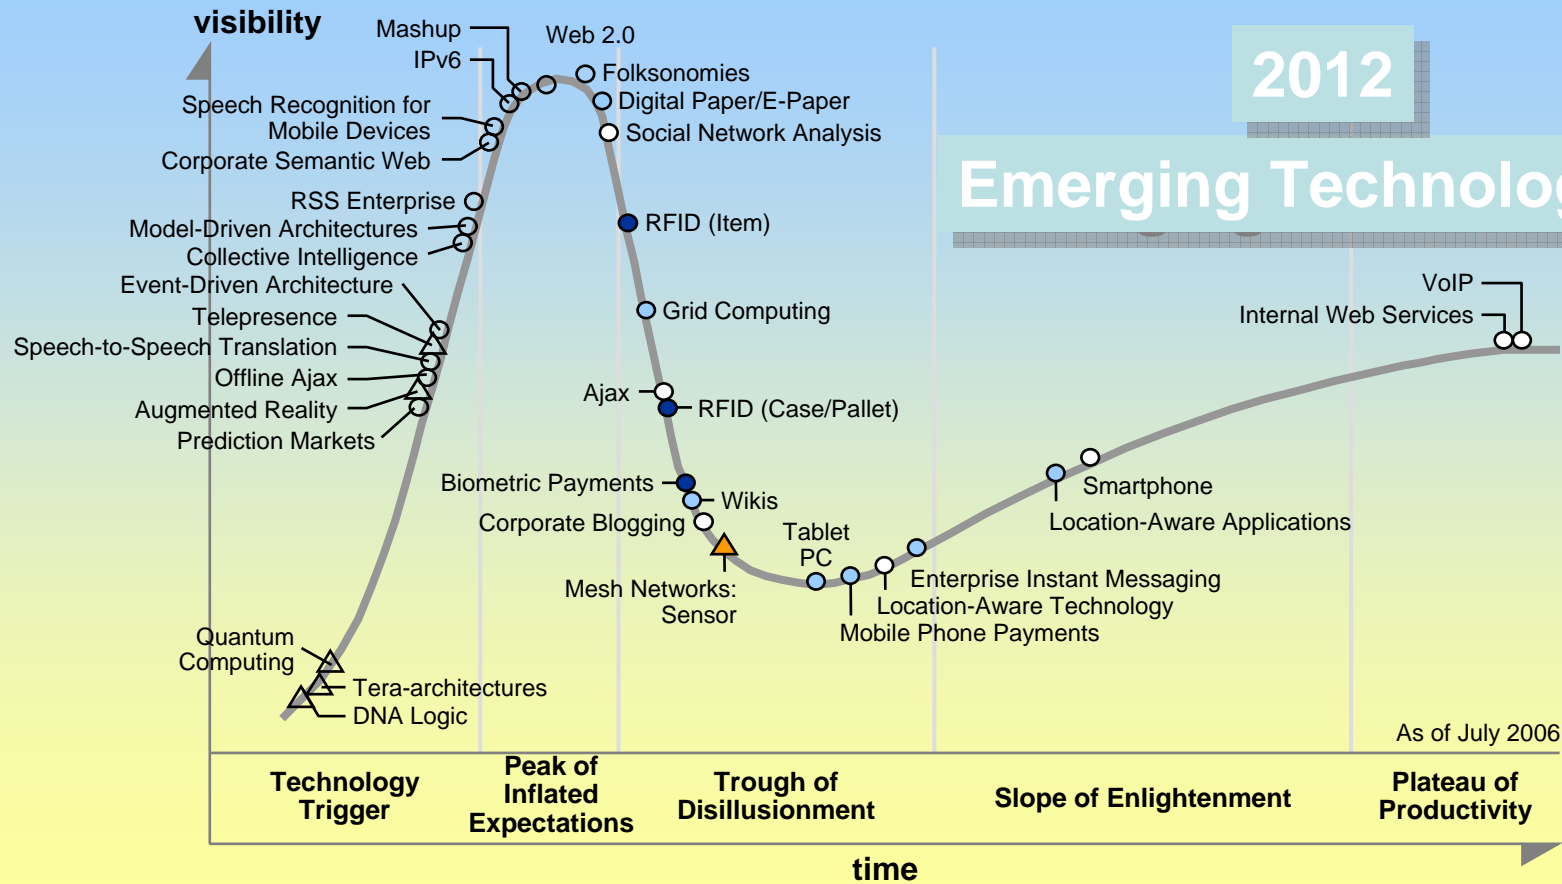 visibility
Mashup
IPv6
Web 2.0
Folksonomies
Digital Paper/E-Paper
Social Network Analysis
Speech Recognition for
Mobile Devices
Corporate Semantic Web
2012
Emerging Technolog
RSS Enterprise
Model-Driven Architectures
Collective Intelligence
RFID (Item)
Event-Driven Architecture
Telepresence
Speech-to-Speech Translation
Offline Ajax
Augmented Reality
Prediction Markets
Grid Computing
VoIP
Internal Web Services
Ajax
RFID (Case/Pallet)
Biometric Payments
Wikis
Corporate Blogging
Mesh Networks:
Sensor
Tablet
PC
Smartphone
Location-Aware Applications
Enterprise Instant Messaging
Location-Aware Technology
Mobile Phone Payments
Quantum
Computing
Tera-architectures
DNA Logic
As of July 2006
Technology
Trigger
Peak of
Inflated
Expectations
Trough of
Disillusionment
Slope of Enlightenment
Plateau of
Productivity
time